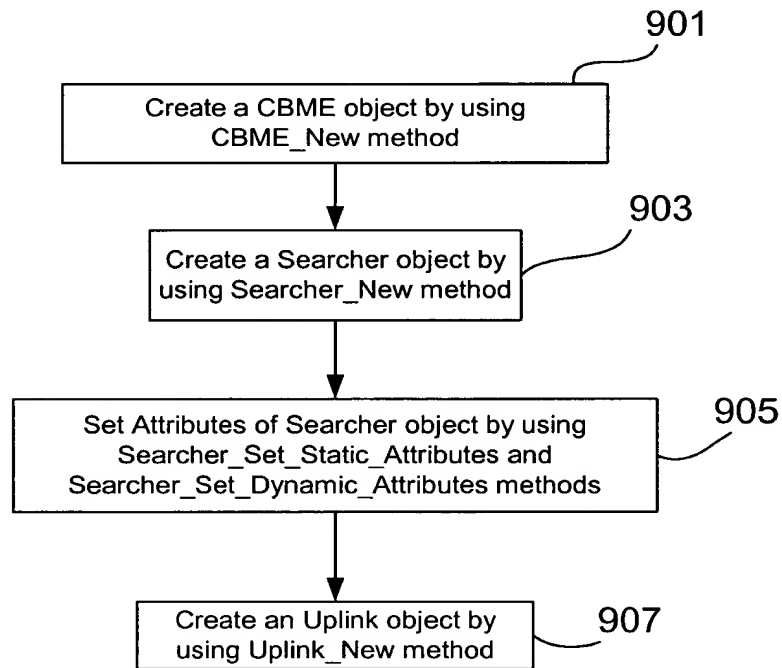 901
Create a CBME object by using
CBME_New method
903
Create a Searcher object by
using Searcher_New method
905
Set Attributes of Searcher object by using
Searcher_Set_Static_Attributes and
Searcher_Set_Dynamic_Attributes methods
907
Create an Uplink object by
using Uplink_New method